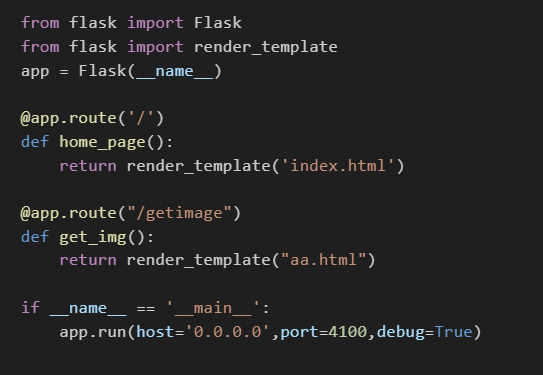 from flask import Flask
from flask import render_template
app = Flask(__name__)
@app.route('/')
def home_page():
    return render_template('index.html')
@app.route("/getimage")
def get_img():
    return render_template("aa.html")
if __name__ == '__main__':
    app.run(host='0.0.0.0',port=4100,debug=True)